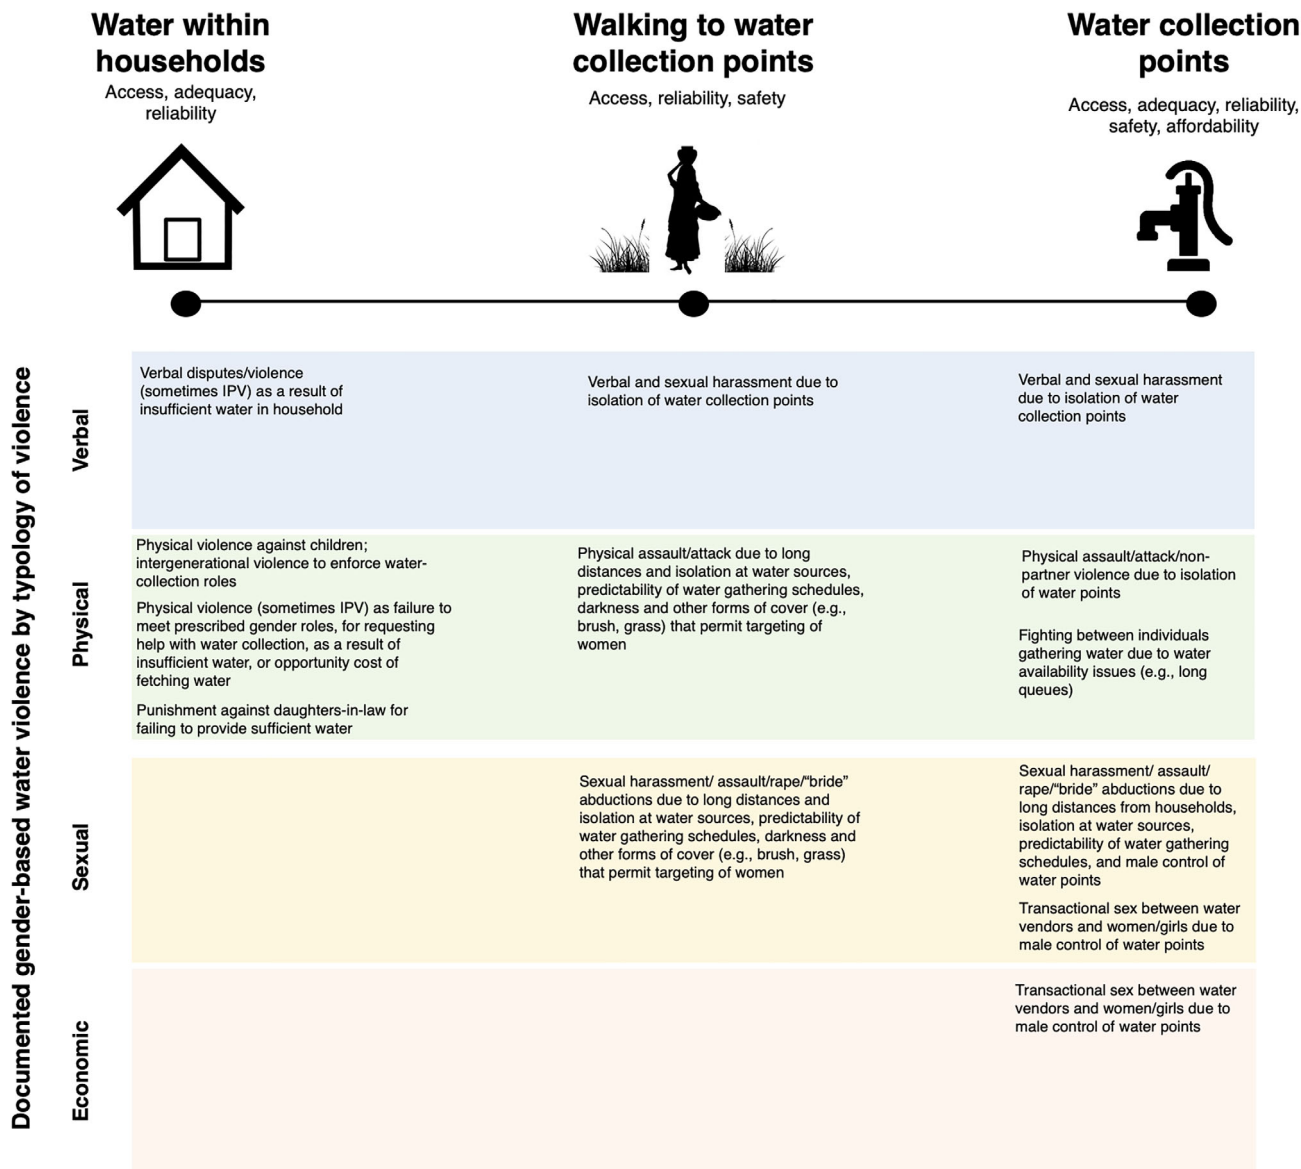 Water within
households
Access, adequacy,
reliability
Walking to water
collection points
Access, reliability, safety
Water collection
points
Access, adequacy, reliability,
safety, affordability
Documented gender-based water violence by typology of violence
Verbal
Verbal disputes/violence
(sometimes IPV) as a result of
insufficient water in household
Verbal and sexual harassment due to
isolation of water collection points
Verbal and sexual harassment
due to isolation of water
collection points
Physical
Physical violence against children;
intergenerational violence to enforce water-
collection roles
Physical violence (sometimes IPV) as failure to
meet prescribed gender roles, for requesting
help with water collection, as a result of
insufficient water, or opportunity cost of
fetching water
Punishment against daughters-in-law for
failing to provide sufficient water
Physical assault/attack due to long
distances and isolation at water sources,
predictability of water gathering schedules,
darkness and other forms of cover (e.g.,
brush, grass) that permit targeting of
women
Physical assault/attack/non-
partner violence due to isolation
of water points
Fighting between individuals
gathering water due to water
availability issues (e.g., long
queues)
Sexual
Sexual harassment/ assault/rape/“bride”
abductions due to long distances and
isolation at water sources, predictability of
water gathering schedules, darkness and
other forms of cover (e.g., brush, grass)
that permit targeting of women
Sexual harassment/ assault/
rape/“bride” abductions due to
long distances from households,
isolation at water sources,
predictability of water gathering
schedules, and male control of
water points
Transactional sex between water
vendors and women/girls due to
male control of water points
Economic
Transactional sex between water
vendors and women/girls due to
male control of water points